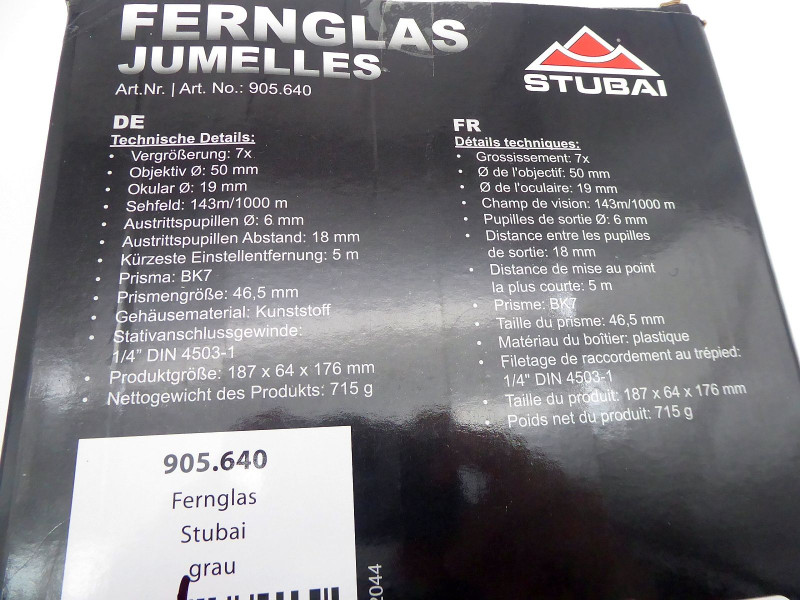 FERNGLAS
JUMELLES
Art.Nr. | Art. No.: 905.640
STUBAI
DE
Technische Details:
• Vergrößerung: 7x
• Objektiv Ø: 50 mm
• Okular Ø: 19 mm
• Sehfeld: 143m/1000 m
• Austrittspupillen Ø: 6 mm
• Austrittspupillen Abstand: 18 mm
• Kürzeste Einstellentfernung: 5 m
• Prisma: BK7
• Prismengröße: 46,5 mm
• Gehäusematerial: Kunststoff
• Stativanschlussgewinde:
1/4" DIN 4503-1
• Produktgröße: 187 x 64 x 176 mm
• Nettogewicht des Produkts: 715 g
FR
Détails techniques:
• Grossissement: 7x
• Ø de l'objectif: 50 mm
• Ø de l'oculaire: 19 mm
• Champ de vision: 143m/1000 m
• Pupilles de sortie Ø: 6 mm
• Distance entre les pupilles
de sortie: 18 mm
• Distance de mise au point
la plus courte: 5 m
• Prisme: BK7
• Taille du prisme: 46,5 mm
• Matériau du boîtier: plastique
• Filetage de raccordement au trépied:
1/4" DIN 4503-1
• Taille du produit: 187 x 64 x 176 mm
• Poids net du produit: 715 g
905.640
Fernglas
Stubai
grau
2044